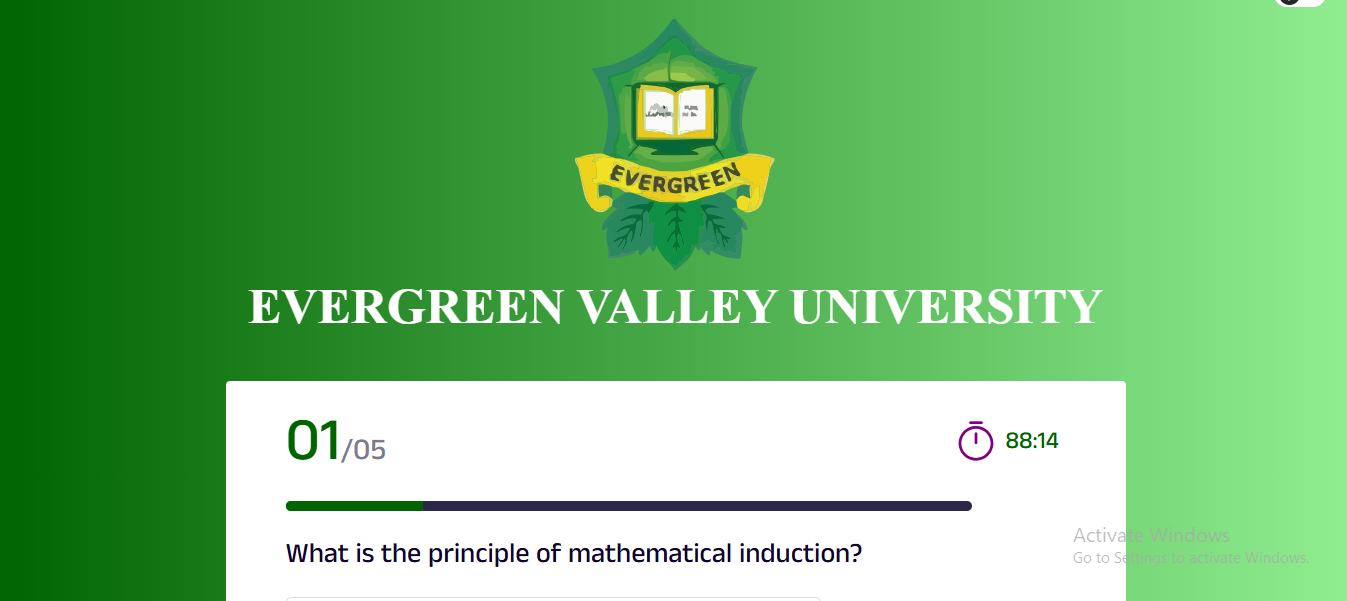 EVERGREEN
EVERGREEN VALLEY UNIVERSITY
01/05
88:14
What is the principle of mathematical induction?
Activate Windows
Go to Settings to activate Windows.